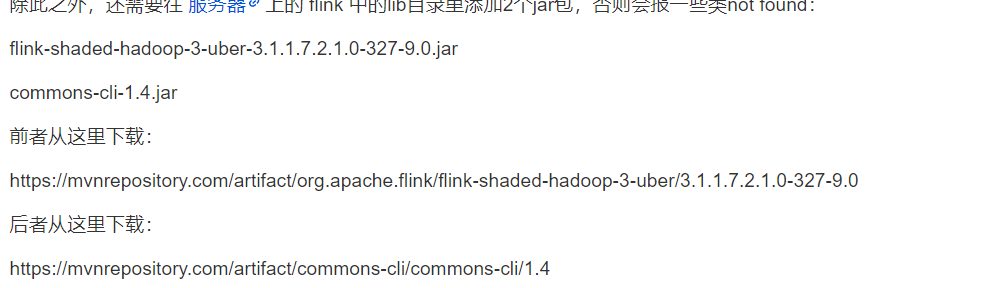 除此之外，还需要在 服务器 上的 flink 中的lib目录里添加2个jar包，否则会报一些类not found：
flink-shaded-hadoop-3-uber-3.1.1.7.2.1.0-327-9.0.jar
commons-cli-1.4.jar
前者从这里下载：
https://mvnrepository.com/artifact/org.apache.flink/flink-shaded-hadoop-3-uber/3.1.1.7.2.1.0-327-9.0
后者从这里下载：
https://mvnrepository.com/artifact/commons-cli/commons-cli/1.4